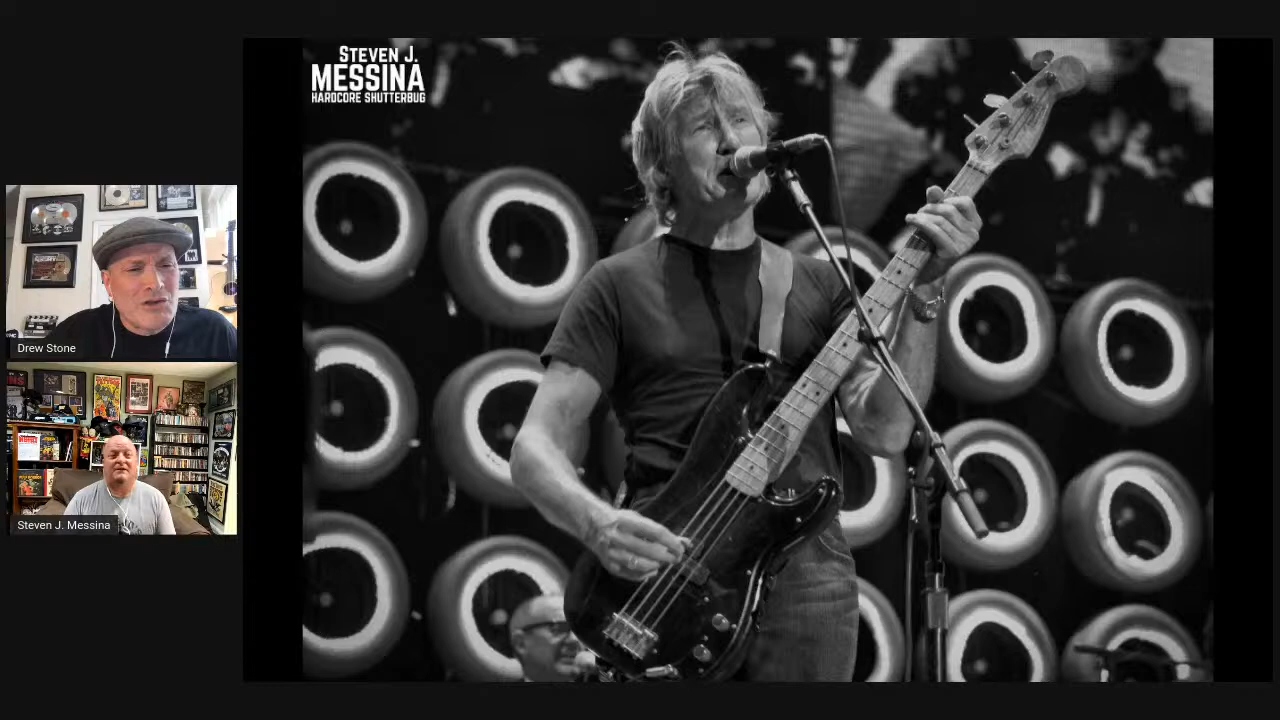 STEVEN J.
MESSINA
HARDCORE SHUTTERBUG
Drew Stone
Steven J. Messina